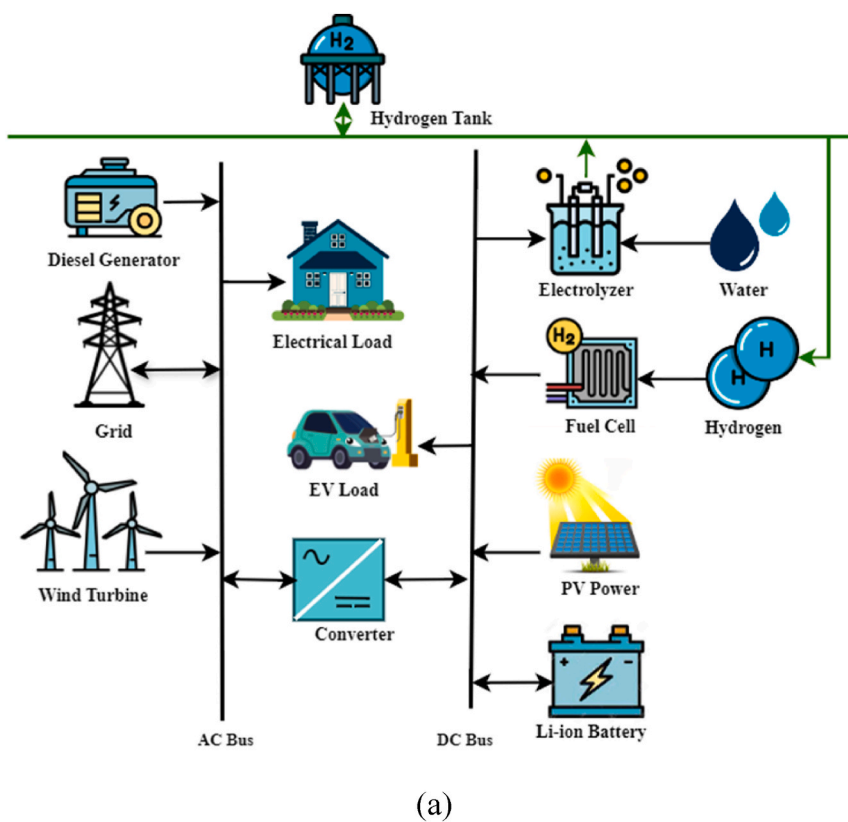 H2
Hydrogen Tank
Diesel Generator
Electrolyzer
Water
Electrical Load
H2
H
H
Grid
Fuel Cell
Hydrogen
EV Load
Wind Turbine
PV Power
Converter
+ -
Li-ion Battery
AC Bus
DC Bus
(a)